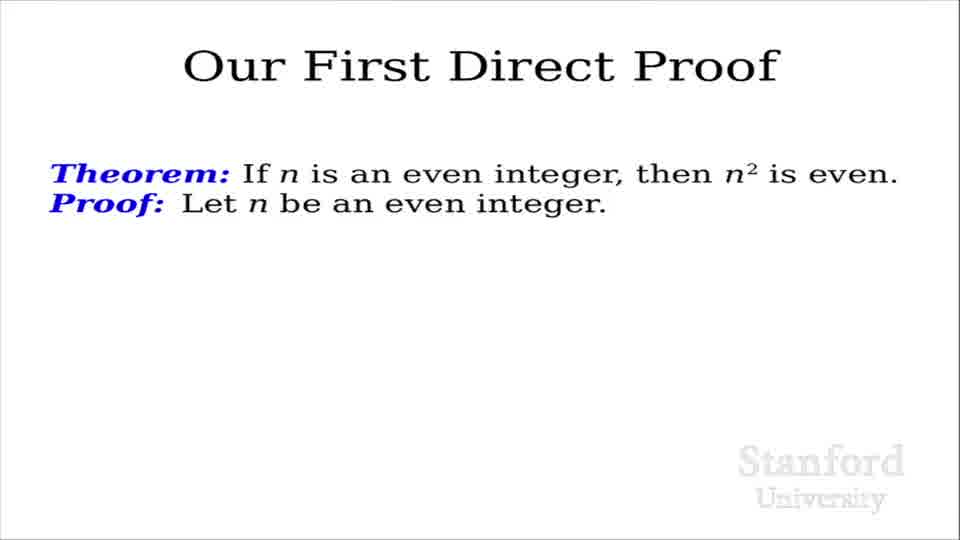 Our First Direct Proof
Theorem: If n is an even integer, then n² is even.
Proof: Let n be an even integer.
Stanford
University